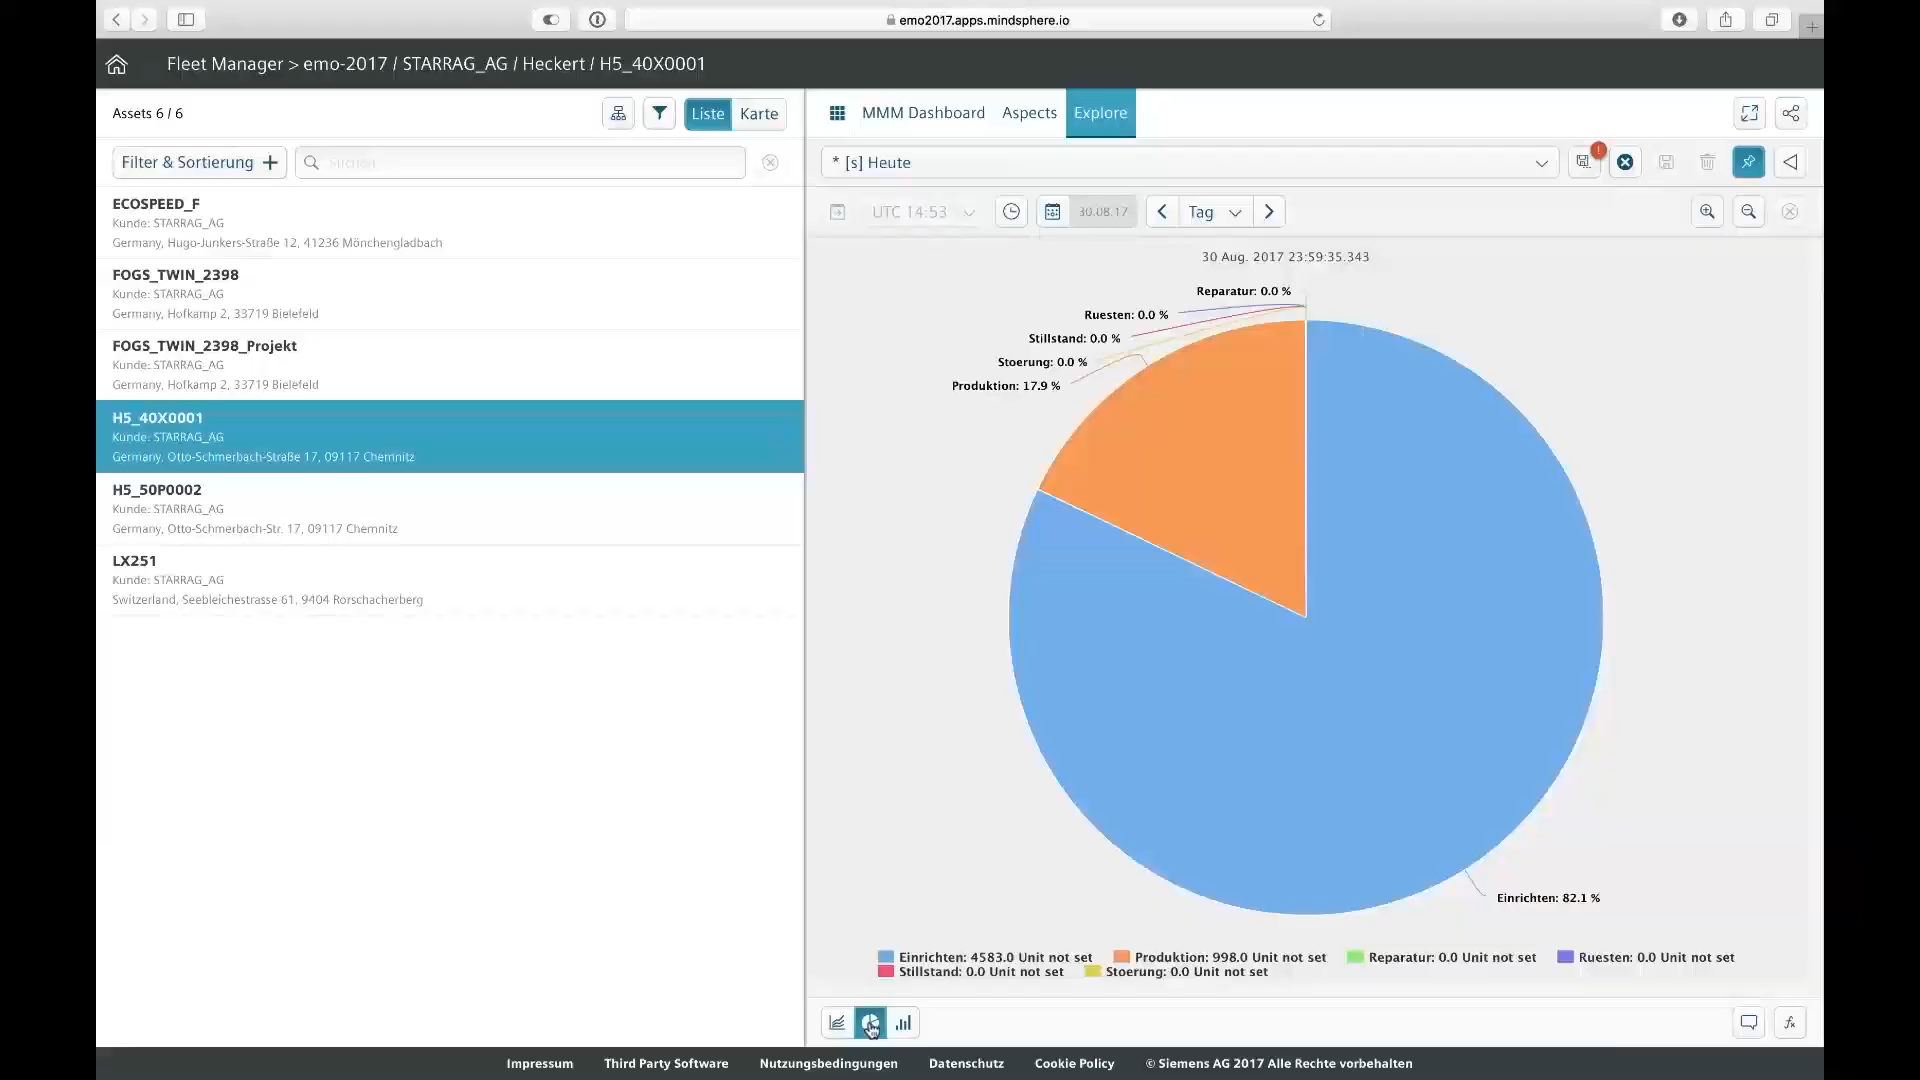 emo2017.apps.mindsphere.io
Fleet Manager > emo-2017 / STARRAG_AG / Heckert / H5_40X0001
Assets 6 / 6
Liste
Karte
Filter & Sortierung +
Suchen
ECOSPEED_F
Kunde: STARRAG_AG
Germany, Hugo-Junkers-Straße 12, 41236 Mönchengladbach
FOGS_TWIN_2398
Kunde: STARRAG_AG
Germany, Hofkamp 2, 33719 Bielefeld
FOGS_TWIN_2398_Projekt
Kunde: STARRAG_AG
Germany, Hofkamp 2, 33719 Bielefeld
H5_40X0001
Kunde: STARRAG_AG
Germany, Otto-Schmerbach-Straße 17, 09117 Chemnitz
H5_50P0002
Kunde: STARRAG_AG
Germany, Otto-Schmerbach-Str. 17, 09117 Chemnitz
LX251
Kunde: STARRAG_AG
Switzerland, Seebleichestrasse 61, 9404 Rorschacherberg
MMM Dashboard
Aspects
Explore
* [s] Heute
!
UTC 14:53
30.08.17
Tag
30 Aug. 2017 23:59:35.343
Reparatur: 0.0 %
Ruesten: 0.0 %
Stillstand: 0.0 %
Stoerung: 0.0 %
Produktion: 17.9 %
Einrichten: 82.1 %
Einrichten: 4583.0 Unit not set Produktion: 998.0 Unit not set Reparatur: 0.0 Unit not set Ruesten: 0.0 Unit not set
Stillstand: 0.0 Unit not set Stoerung: 0.0 Unit not set
fx
Impressum Third Party Software Nutzungsbedingungen Datenschutz Cookie Policy © Siemens AG 2017 Alle Rechte vorbehalten